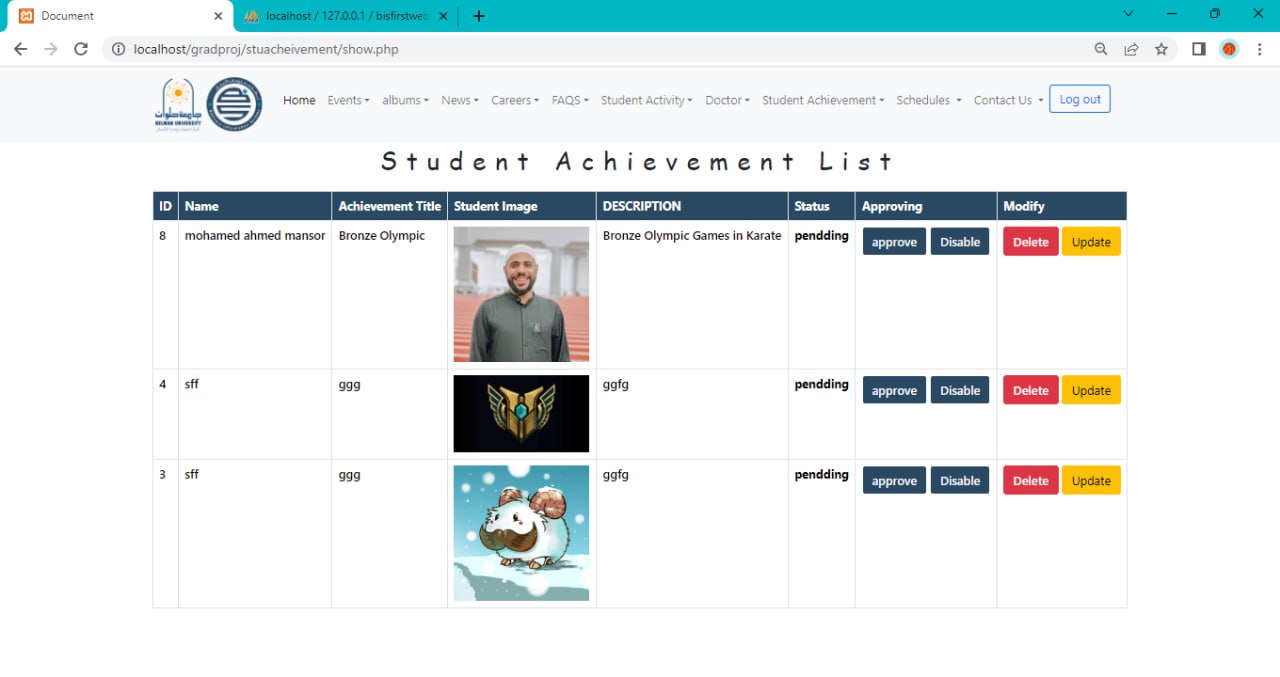 Document
localhost / 127.0.0.1 / bisfirstweb
localhost/gradproj/stuacheivement/show.php
جامعة حلوان
HELWAN UNIVERSITY
Home Events albums News Careers FAQS Student Activity Doctor Student Achievement Schedules Contact Us Log out
Student Achievement List
ID Name Achievement Title Student Image DESCRIPTION Status Approving Modify
8 mohamed ahmed mansor Bronze Olympic Bronze Olympic Games in Karate pendding approve Disable Delete Update
4 sff ggg ggfg pendding approve Disable Delete Update
3 sff ggg ggfg pendding approve Disable Delete Update